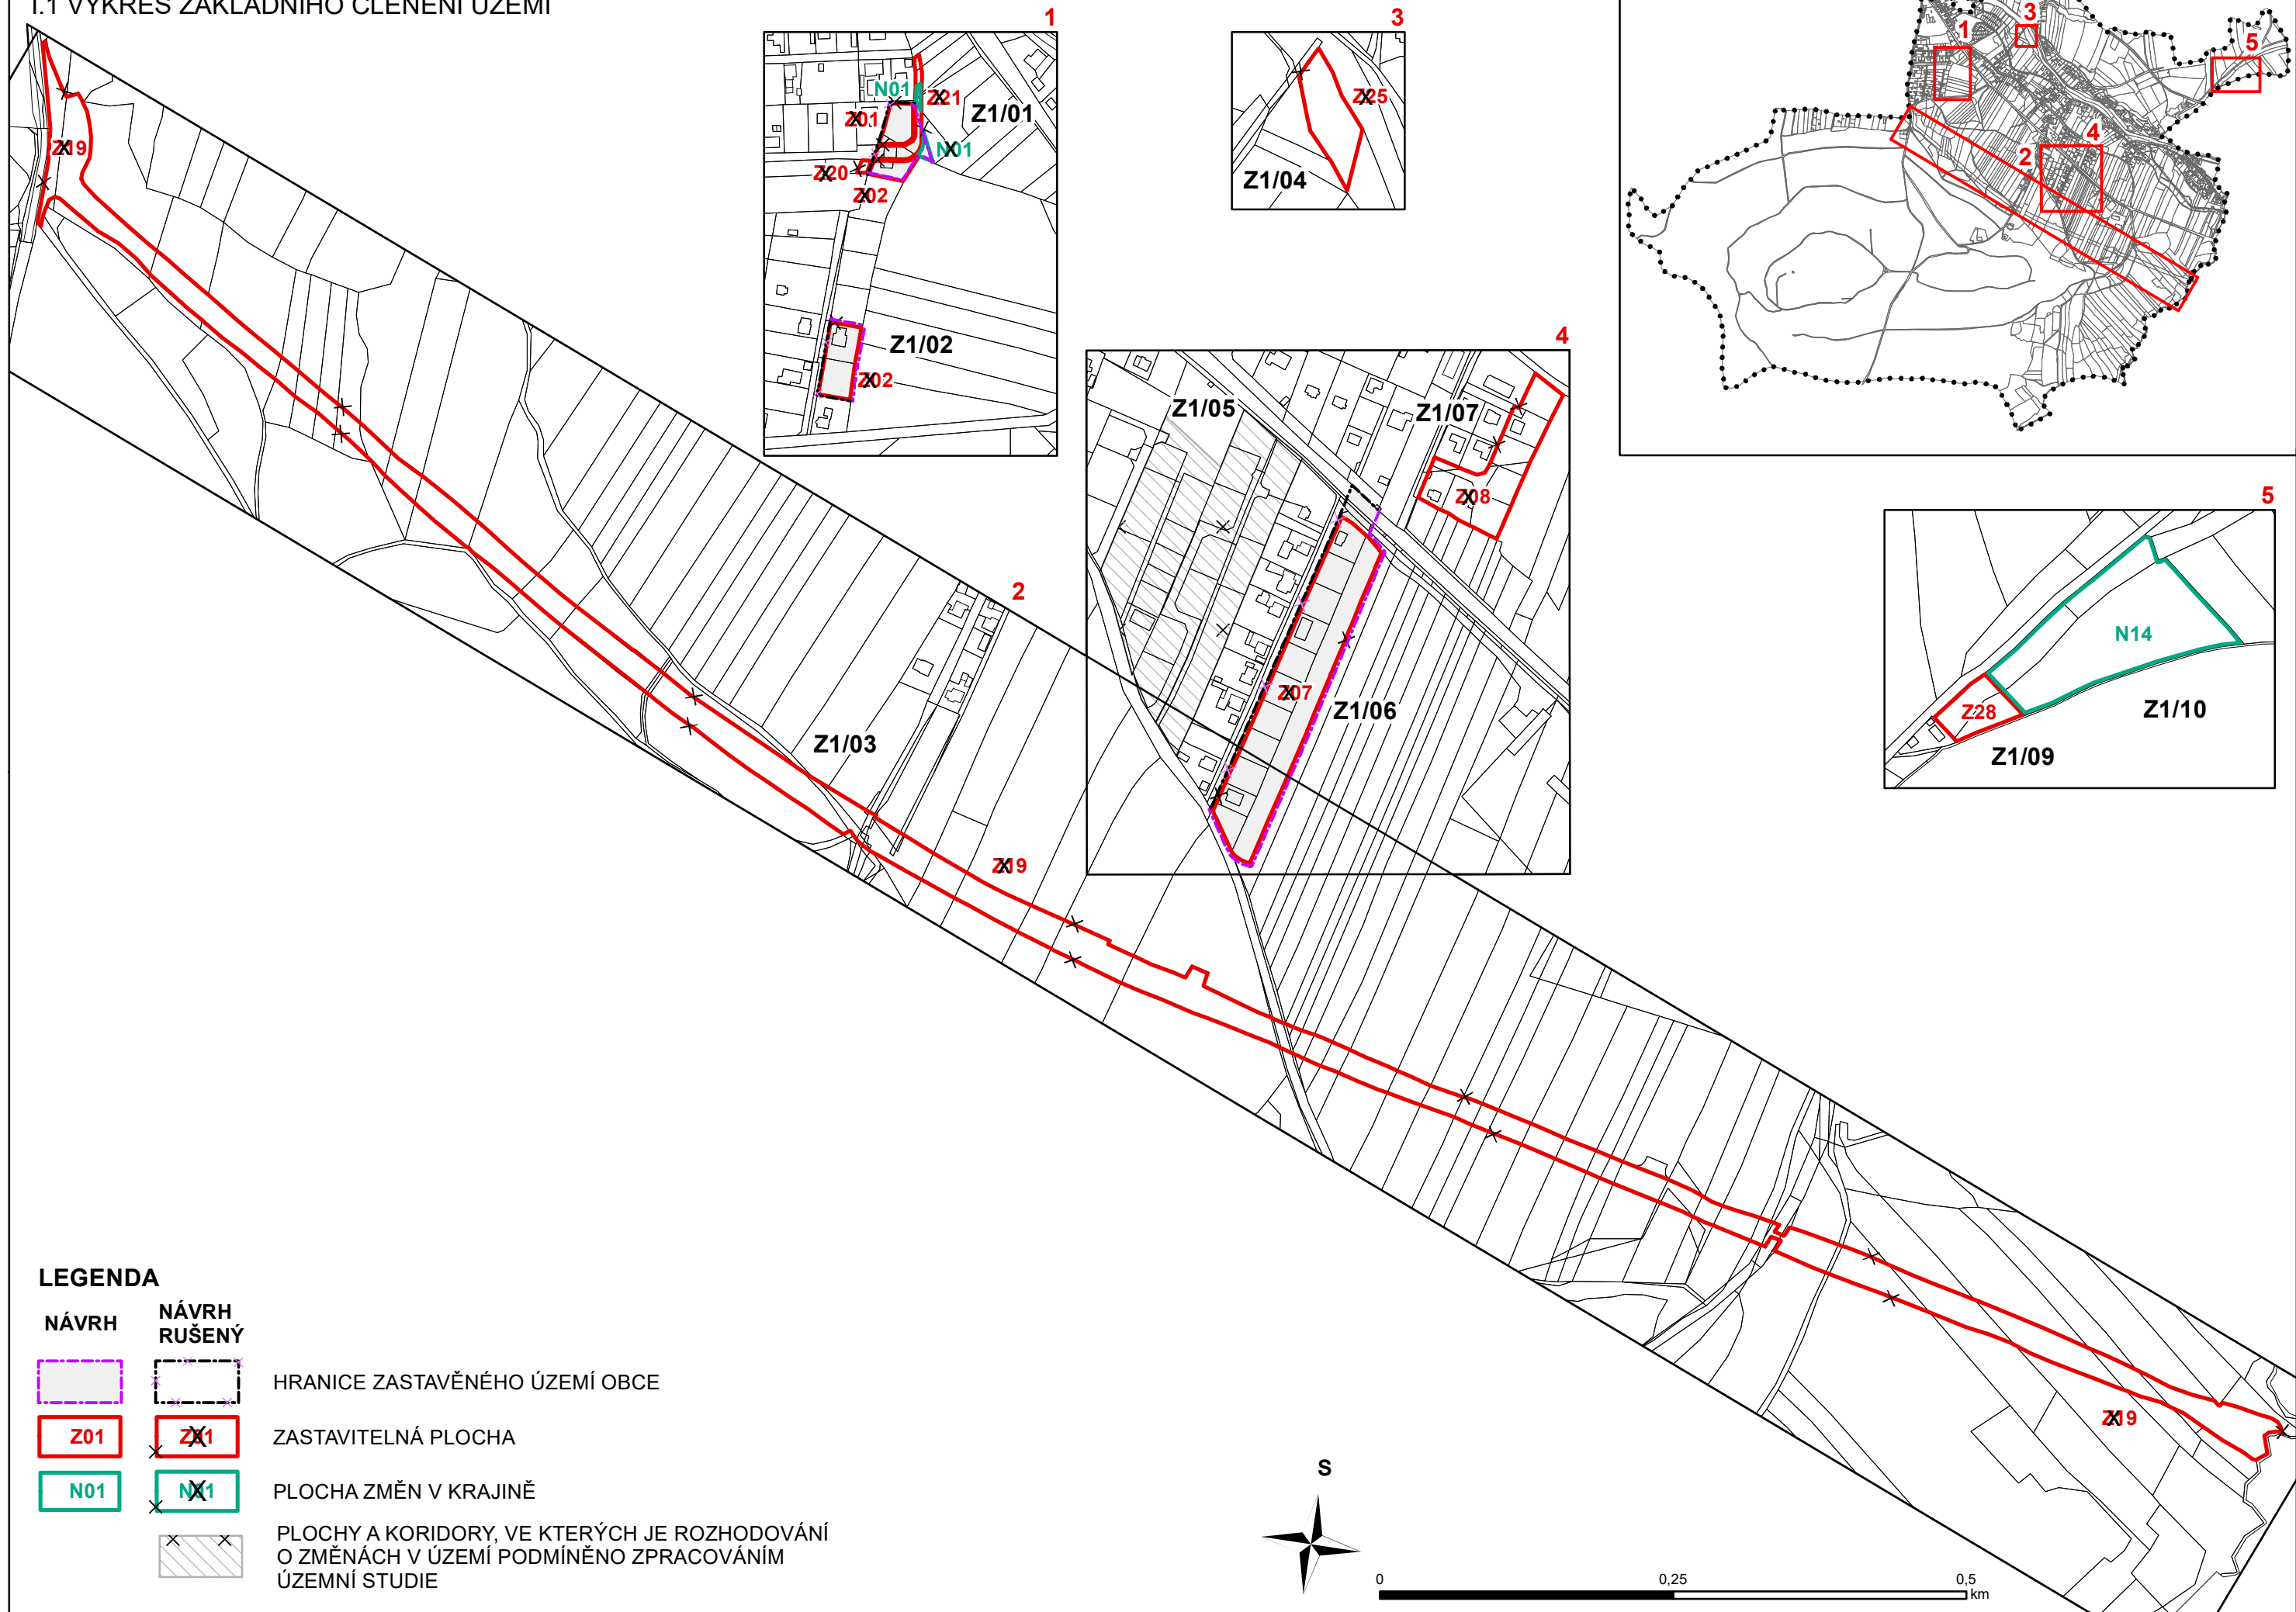 I.1 VÝKRES ZÁKLADNÍHO ČLENĚNÍ ÚZEMÍ
1
N01
Z21
Z01
Z1/01
N01
Z20
Z02
Z1/02
Z02
3
Z25
Z1/04
1
3
5
2
4
Z19
2
Z1/03
Z19
Z19
4
Z1/05
Z1/07
Z08
Z07
Z1/06
5
N14
Z28
Z1/10
Z1/09
LEGENDA
NÁVRH
NÁVRH
RUŠENÝ
HRANICE ZASTAVĚNÉHO ÚZEMÍ OBCE
Z01
Z01
ZASTAVITELNÁ PLOCHA
N01
N01
PLOCHA ZMĚN V KRAJINĚ
PLOCHY A KORIDORY, VE KTERÝCH JE ROZHODOVÁNÍ
O ZMĚNÁCH V ÚZEMÍ PODMÍNĚNO ZPRACOVÁNÍM
ÚZEMNÍ STUDIE
S
0
0,25
0,5
km